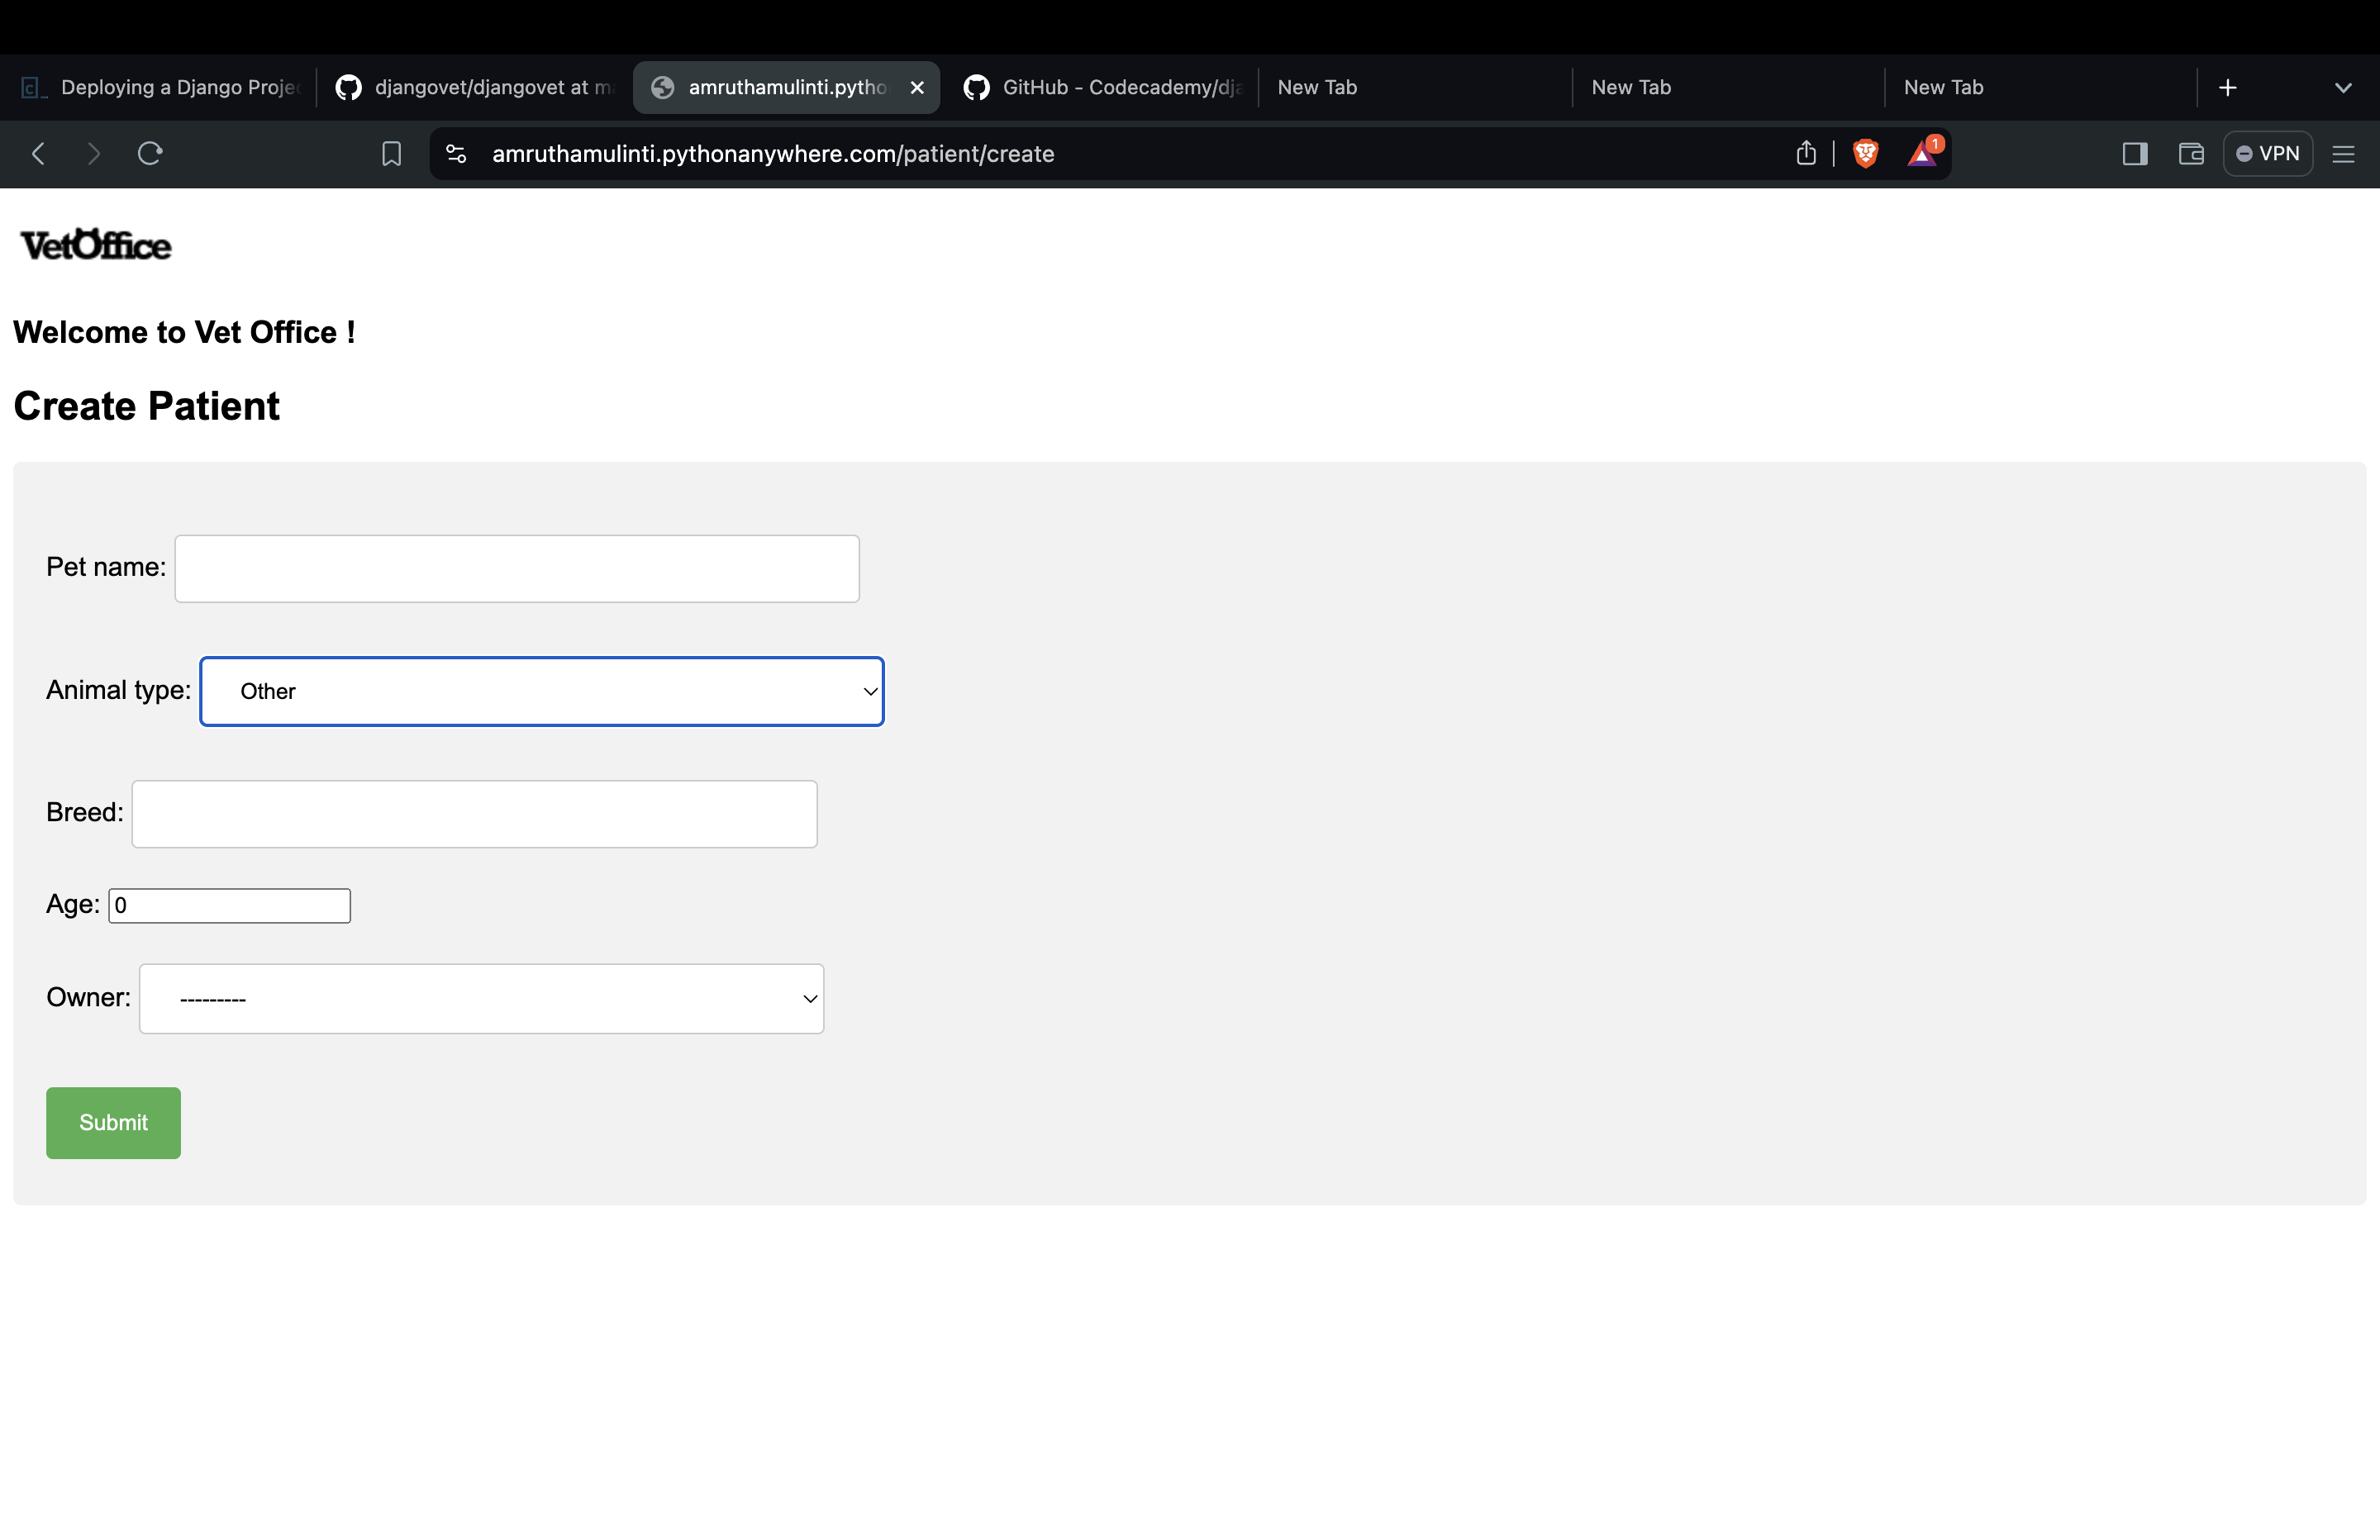 Deploying a Django Projec
djangovet/djangovet at m
amruthamulinti.pytho
GitHub - Codecademy/dja
New Tab
New Tab
New Tab
amruthamulinti.pythonanywhere.com/patient/create
1
VPN
VetOffice
Welcome to Vet Office !
Create Patient
Pet name:
Animal type: Other
Breed:
Age: 0
Owner: ---------
Submit